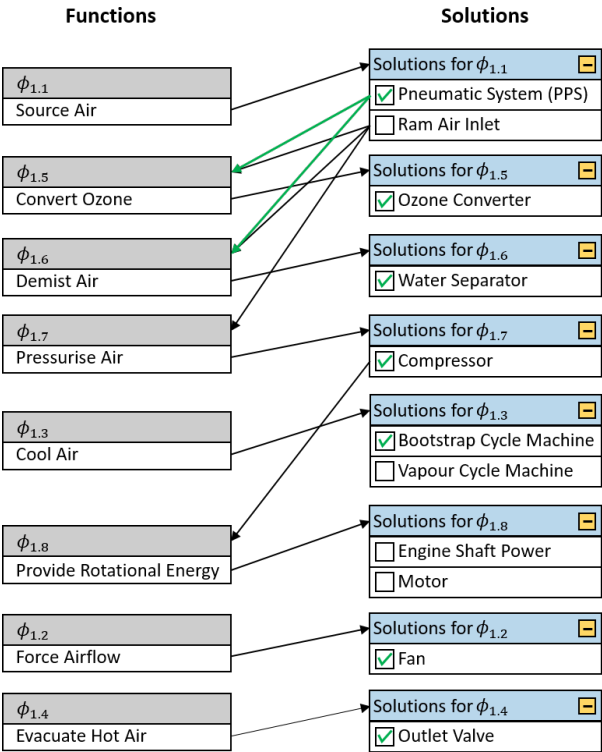 Functions
Solutions
ϕ1.1
Source Air
ϕ1.5
Convert Ozone
ϕ1.6
Demist Air
ϕ1.7
Pressurise Air
ϕ1.3
Cool Air
ϕ1.8
Provide Rotational Energy
ϕ1.2
Force Airflow
ϕ1.4
Evacuate Hot Air
Solutions for ϕ1.1
Pneumatic System (PPS)
Ram Air Inlet
Solutions for ϕ1.5
Ozone Converter
Solutions for ϕ1.6
Water Separator
Solutions for ϕ1.7
Compressor
Solutions for ϕ1.3
Bootstrap Cycle Machine
Vapour Cycle Machine
Solutions for ϕ1.8
Engine Shaft Power
Motor
Solutions for ϕ1.2
Fan
Solutions for ϕ1.4
Outlet Valve